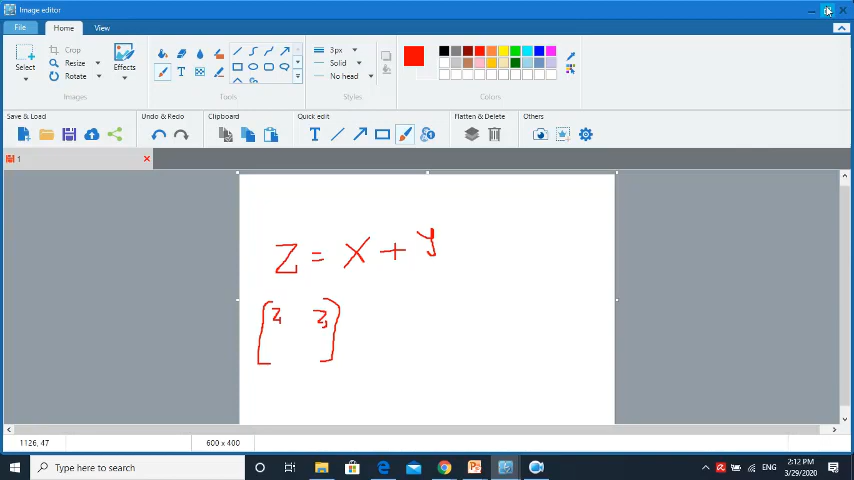 Image editor
File Home View
Crop
Select Resize Effects 3px
Rotate Solid
No head
Images Tools Styles Colors
Save & Load Undo & Redo Clipboard Quick edit Flatten & Delete Others
1
Z = X + y
1126, 47 600 x 400
Type here to search ENG 2:12 PM
3/29/2020